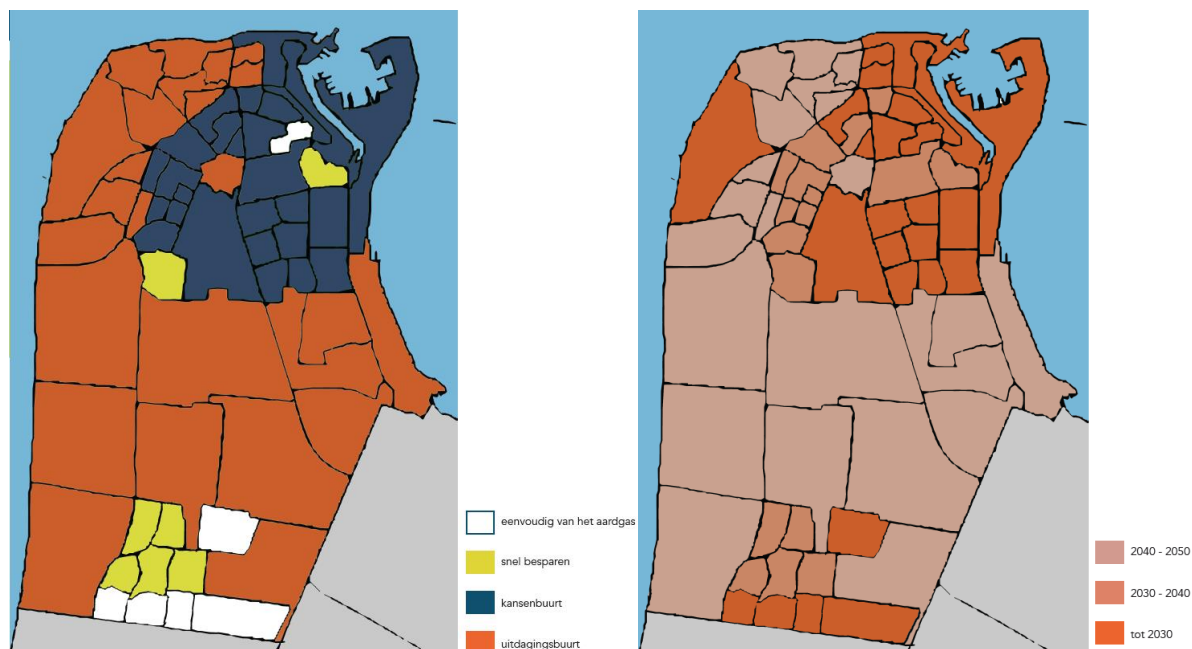 eenvoudig van het aardgas
snel besparen
kansenbuurt
uitdagingsbuurt
2040 - 2050
2030 - 2040
tot 2030